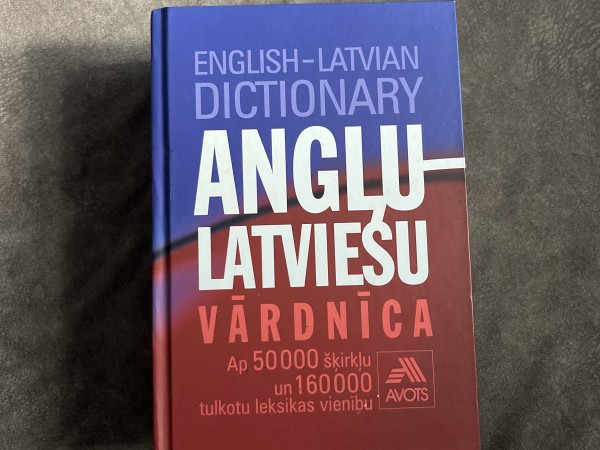 ENGLISH–LATVIAN
DICTIONARY
ANGĻU–
LATVIEŠU
VĀRDNĪCA
Ap 50 000 šķirkļu
un 160 000
tulkotu leksikas vienību
AVOTS